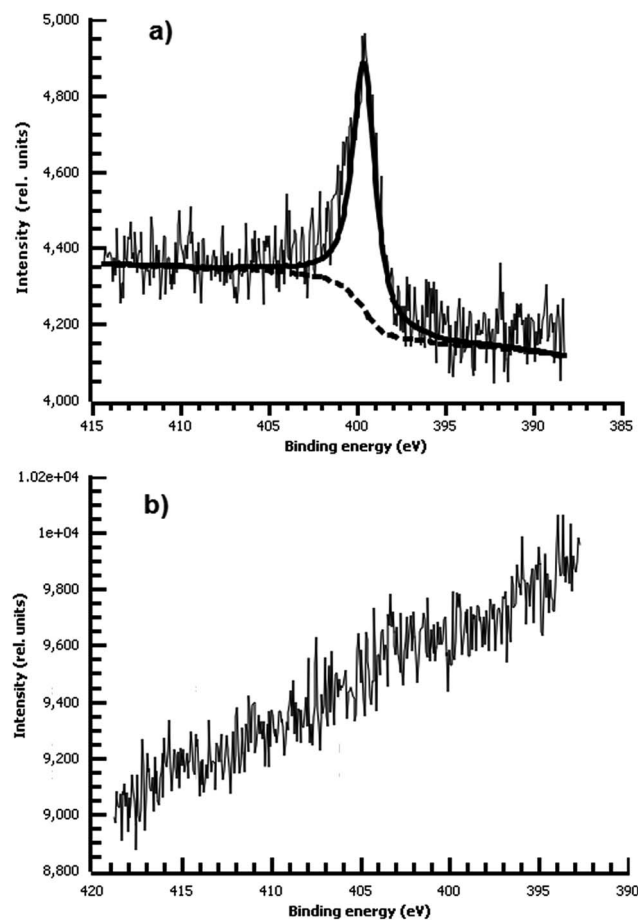 a)
5,000
4,800
4,600
4,400
4,200
4,000
Intensity (rel. units)
415 410 405 400 395 390 385
Binding energy (eV)
b)
1.02e+04
1e+04
9,800
9,600
9,400
9,200
9,000
8,800
Intensity (rel. units)
420 415 410 405 400 395 390
Binding energy (eV)